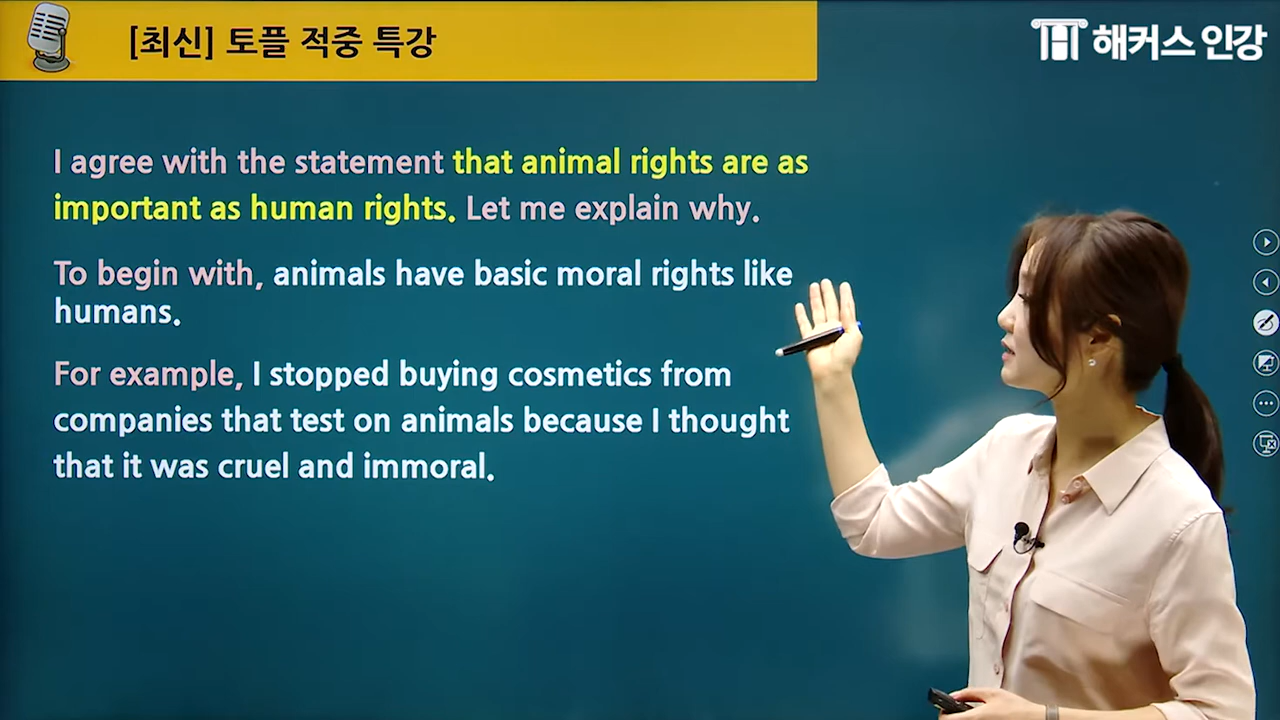 [최신] 토플 적중 특강
해커스 인강
I agree with the statement that animal rights are as
important as human rights. Let me explain why.
To begin with, animals have basic moral rights like
humans.
For example, I stopped buying cosmetics from
companies that test on animals because I thought
that it was cruel and immoral.